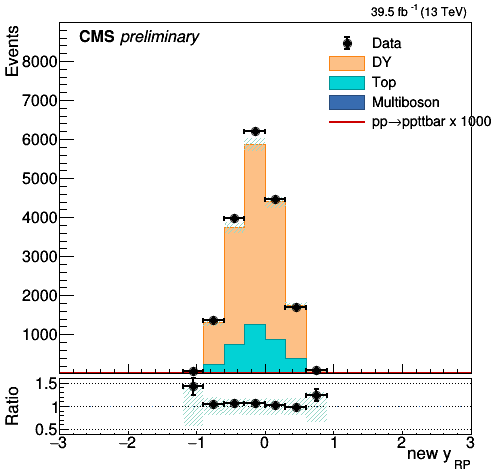 39.5 fb⁻¹ (13 TeV)
CMS preliminary
Events
8000
7000
6000
5000
4000
3000
2000
1000
Data
DY
Top
Multiboson
pp→ppttbar x 1000
Ratio
1.5
1
0.5
−3 −2 −1 0 1 2 3
new y_RP